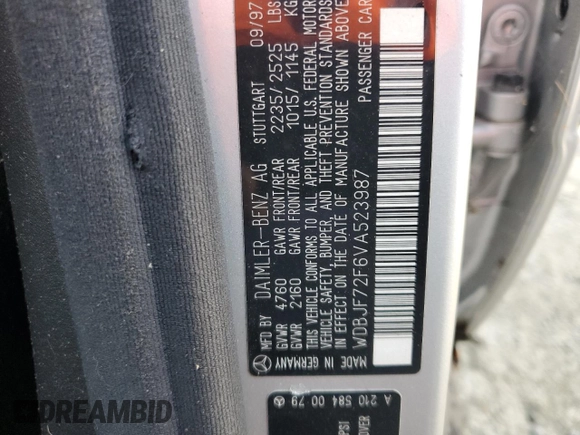 MFD BY DAIMLER-BENZ AG STUTTGART 09/97
GVWR 4760 GAWR FRONT/REAR 2235/2525 LBS
GVWR 2160 GAWR FRONT/REAR 1015/1145 KG
THIS VEHICLE CONFORMS TO ALL APPLICABLE U.S. FEDERAL MOTOR
VEHICLE SAFETY, BUMPER, AND THEFT PREVENTION STANDARDS
IN EFFECT ON THE DATE OF MANUFACTURE SHOWN ABOVE
WDBJF72F6VA523987 PASSENGER CAR
MADE IN GERMANY
A 210 584 00 79
PSI
OVER
DREAMBID